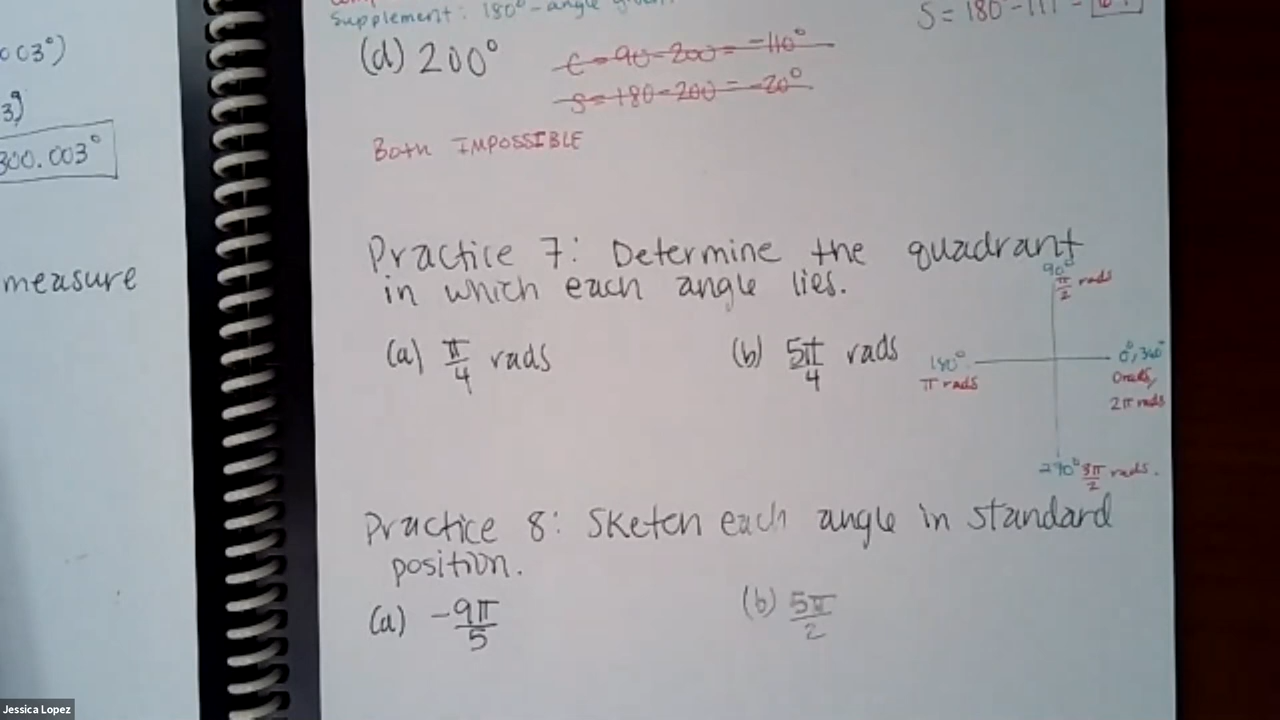 003°)
3)
300.003°
measure
Supplement: 180° - angle given.
S = 180 - 111 =
(d) 200°
C = 90 - 200 = -110°
S = 180 - 200 = -20°
Both IMPOSSIBLE
Practice 7: Determine the quadrant
in which each angle lies.
(a) π/4 rads
(b) 5π/4 rads
90°
π/2 rads
180°
π rads
0°, 360°
0 rads,
2π rads
270° 3π/2 rads.
Practice 8: Sketch each angle in standard
position.
(a) -9π/5
(b) 5π/2
Jessica Lopez